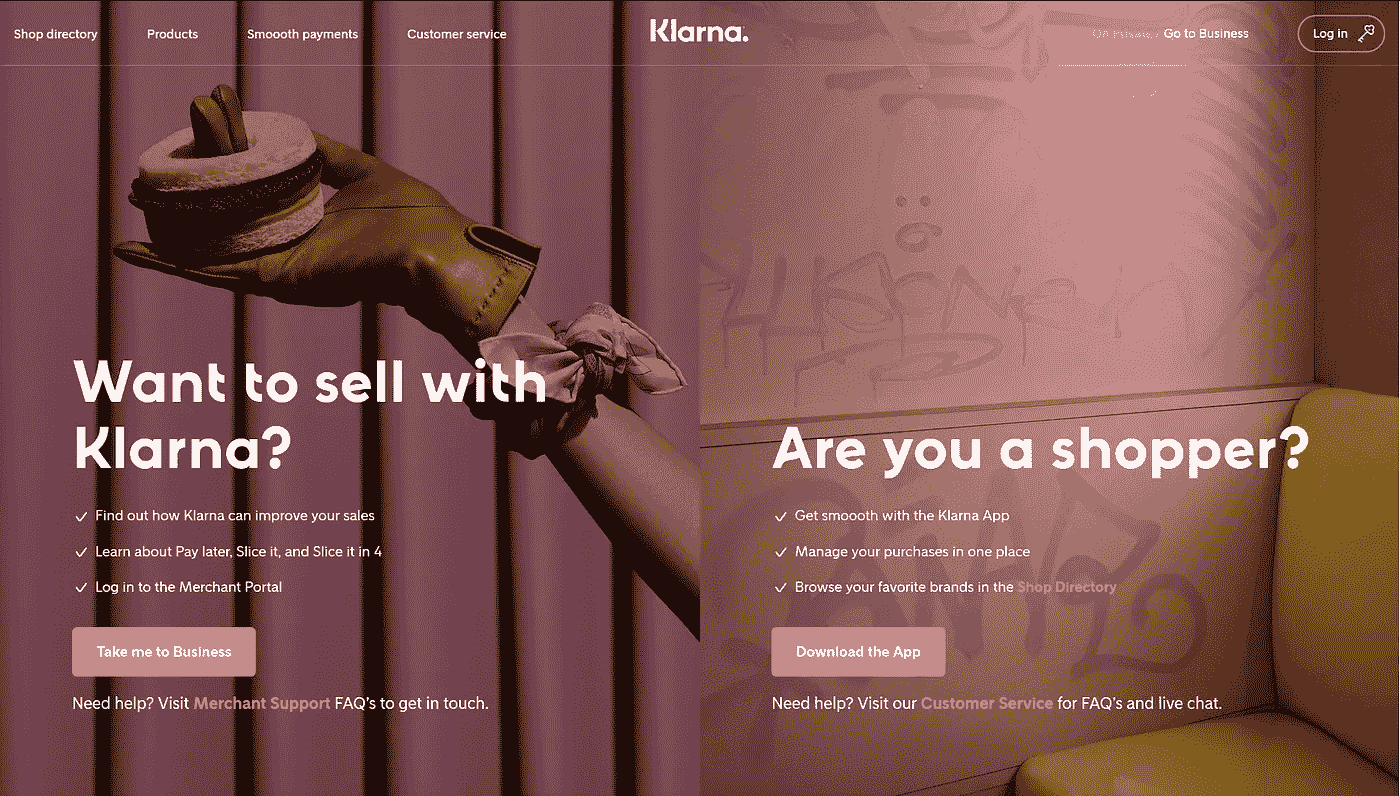 Shop directory
Products
Smoooth payments
Customer service
Klarna.
Go to Business
Log in
Want to sell with
Klarna?
Find out how Klarna can improve your sales
Learn about Pay later, Slice it, and Slice it in 4
Log in to the Merchant Portal
Take me to Business
Need help? Visit Merchant Support FAQ's to get in touch.
Are you a shopper?
Get smoooth with the Klarna App
Manage your purchases in one place
Browse your favorite brands in the Shop Directory
Download the App
Need help? Visit our Customer Service for FAQ's and live chat.